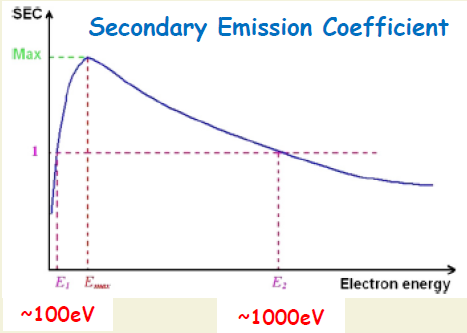 SEC
Secondary Emission Coefficient
Max
1
E₁ Eₘₐₓ E₂ Electron energy
~100eV ~1000eV